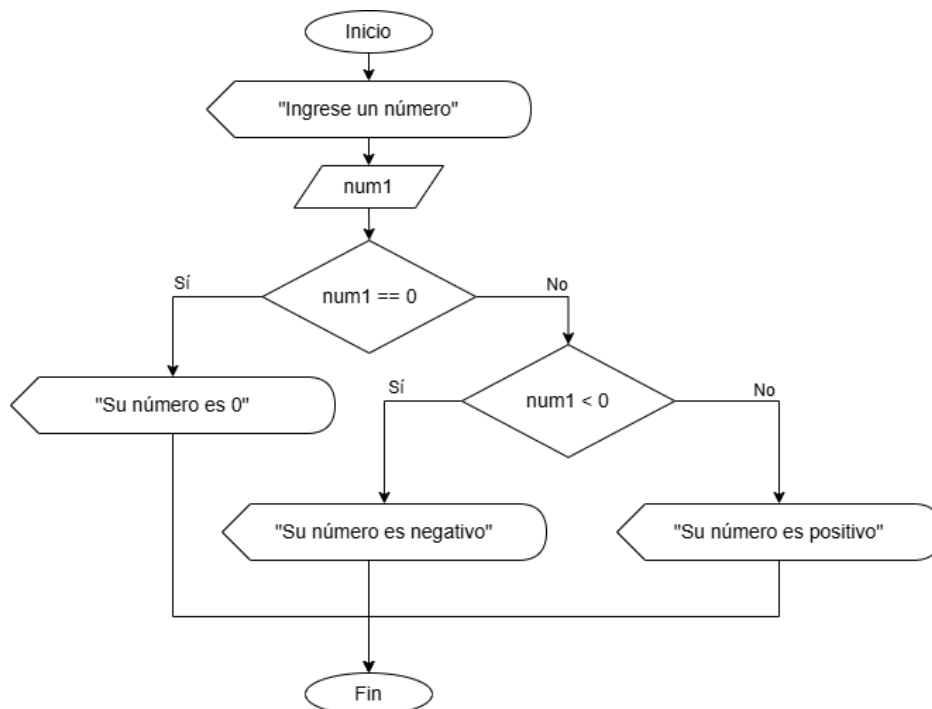 Inicio
"Ingrese un número"
num1
Sí
num1 == 0
No
"Su número es 0"
Sí
num1 < 0
No
"Su número es negativo"
"Su número es positivo"
Fin